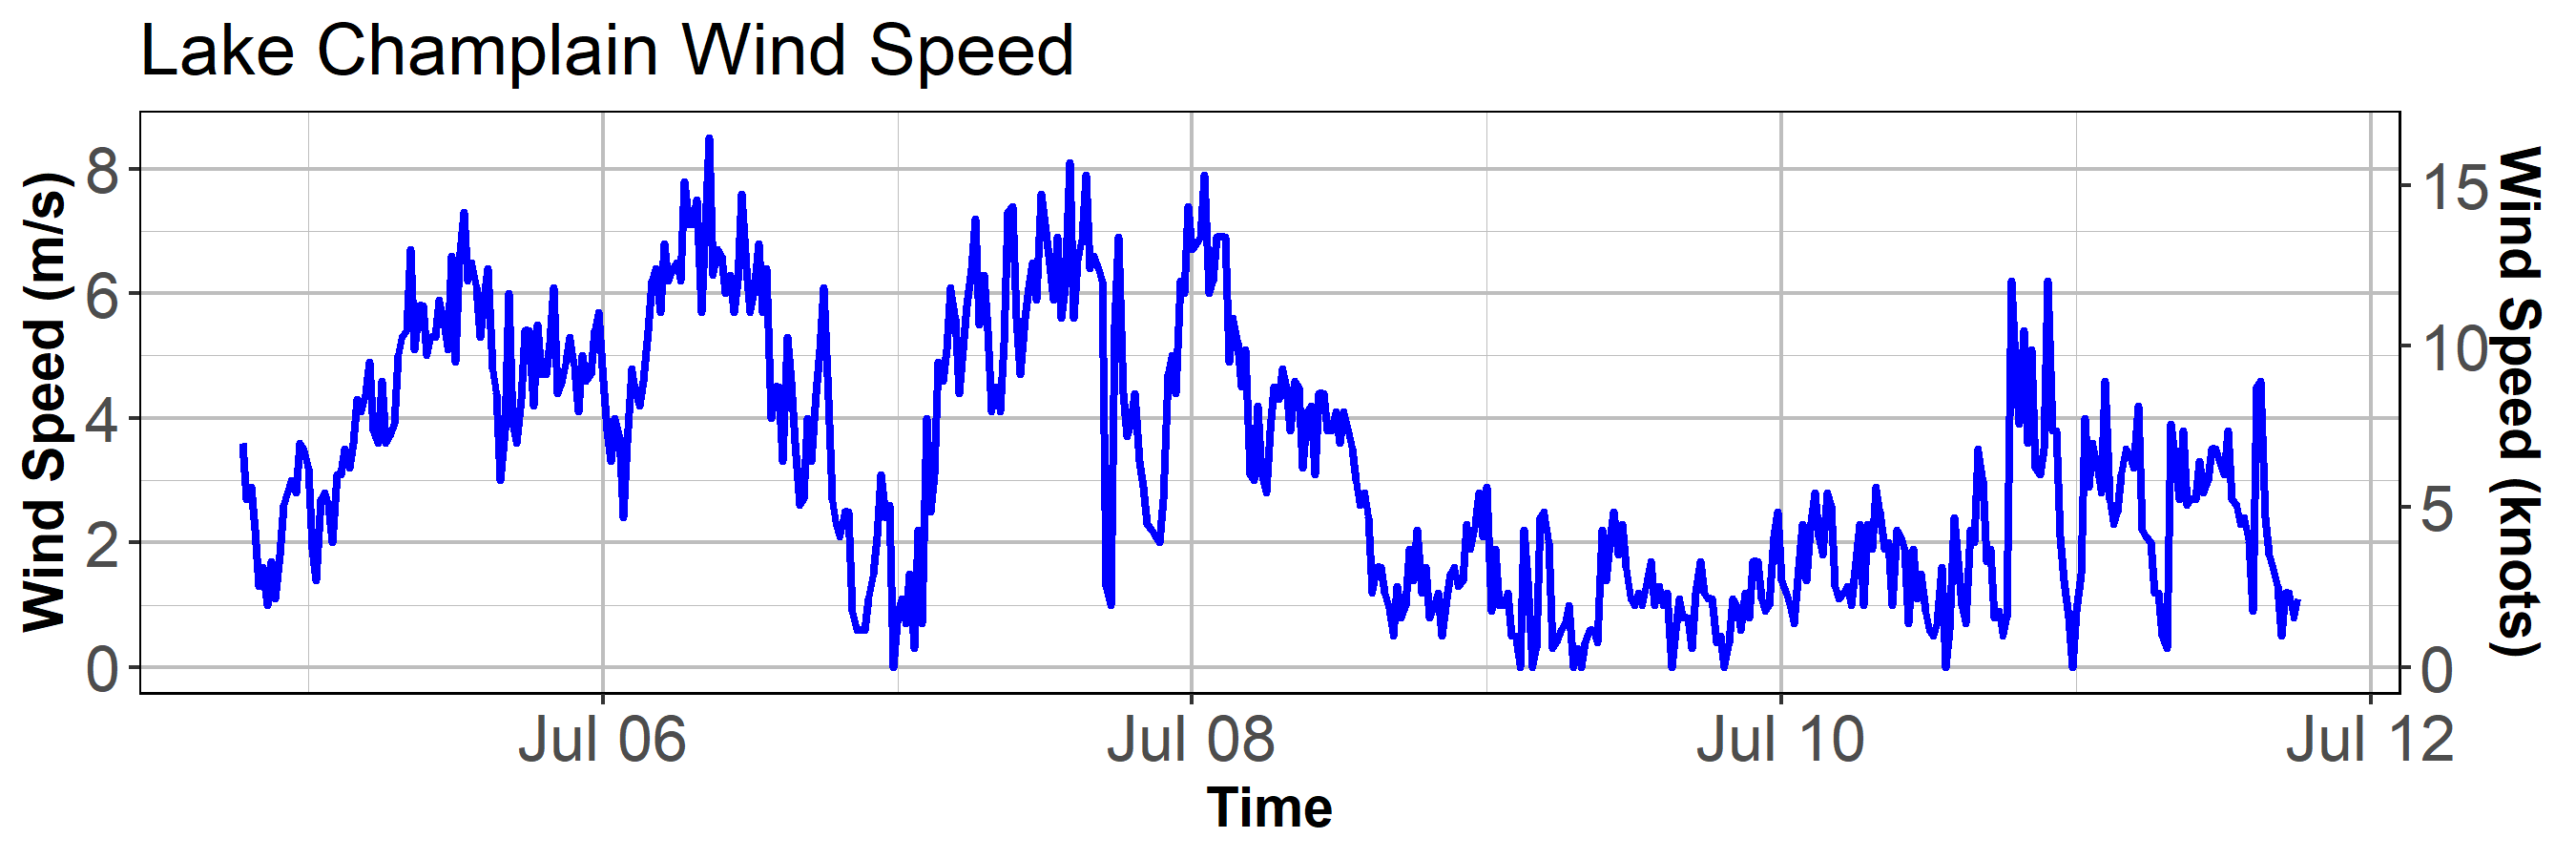 Lake Champlain Wind Speed
Wind Speed (m/s)
8
6
4
2
0
15
10
5
0
Wind Speed (knots)
Jul 06
Jul 08
Jul 10
Jul 12
Time